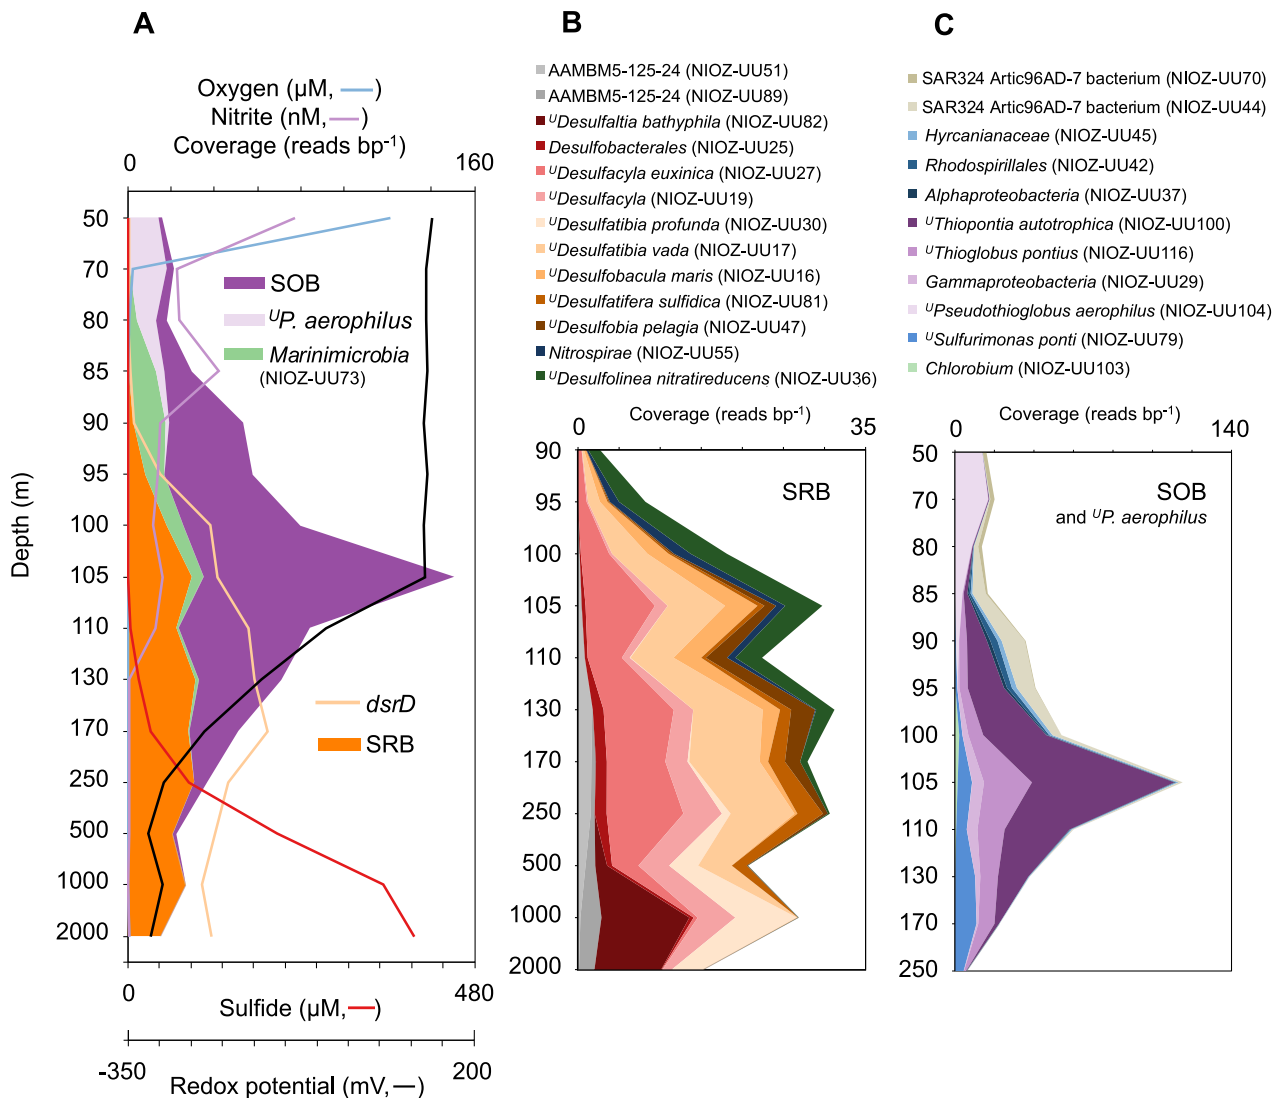 A
Oxygen (µM, )
Nitrite (nM, )
Coverage (reads bp-1)
0 160
50
70
80
85
90
95
100
105
110
130
170
250
500
1000
2000
Depth (m)
SOB
UP. aerophilus
Marinimicrobia
(NIOZ-UU73)
dsrD
SRB
0 480
Sulfide (µM, )
-350 200
Redox potential (mV, )
B
AAMBM5-125-24 (NIOZ-UU51)
AAMBM5-125-24 (NIOZ-UU89)
UDesulfaltia bathyphila (NIOZ-UU82)
Desulfobacterales (NIOZ-UU25)
UDesulfacyla euxinica (NIOZ-UU27)
UDesulfacyla (NIOZ-UU19)
UDesulfatibia profunda (NIOZ-UU30)
UDesulfatibia vada (NIOZ-UU17)
UDesulfobacula maris (NIOZ-UU16)
UDesulfatifera sulfidica (NIOZ-UU81)
UDesulfobia pelagia (NIOZ-UU47)
Nitrospirae (NIOZ-UU55)
UDesulfolinea nitratireducens (NIOZ-UU36)
Coverage (reads bp-1)
0 35
90
95
100
105
110
130
170
250
500
1000
2000
SRB
C
SAR324 Artic96AD-7 bacterium (NIOZ-UU70)
SAR324 Artic96AD-7 bacterium (NIOZ-UU44)
Hyrcanianaceae (NIOZ-UU45)
Rhodospirillales (NIOZ-UU42)
Alphaproteobacteria (NIOZ-UU37)
UThiopontia autotrophica (NIOZ-UU100)
UThioglobus pontius (NIOZ-UU116)
Gammaproteobacteria (NIOZ-UU29)
UPseudothioglobus aerophilus (NIOZ-UU104)
USulfurimonas ponti (NIOZ-UU79)
Chlorobium (NIOZ-UU103)
Coverage (reads bp-1)
0 140
50
70
80
85
90
95
100
105
110
130
170
250
SOB
and UP. aerophilus